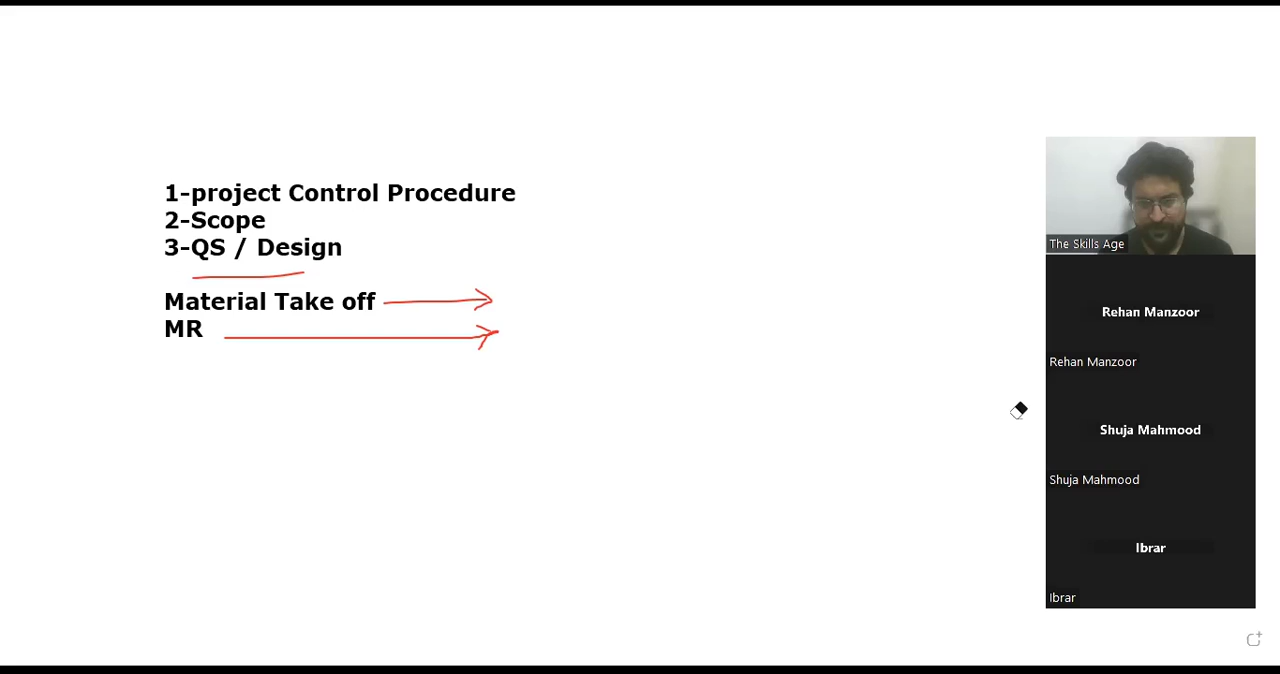 1-project Control Procedure
2-Scope
3-QS / Design
Material Take off
MR
The Skills Age
Rehan Manzoor
Rehan Manzoor
Shuja Mahmood
Shuja Mahmood
Ibrar
Ibrar